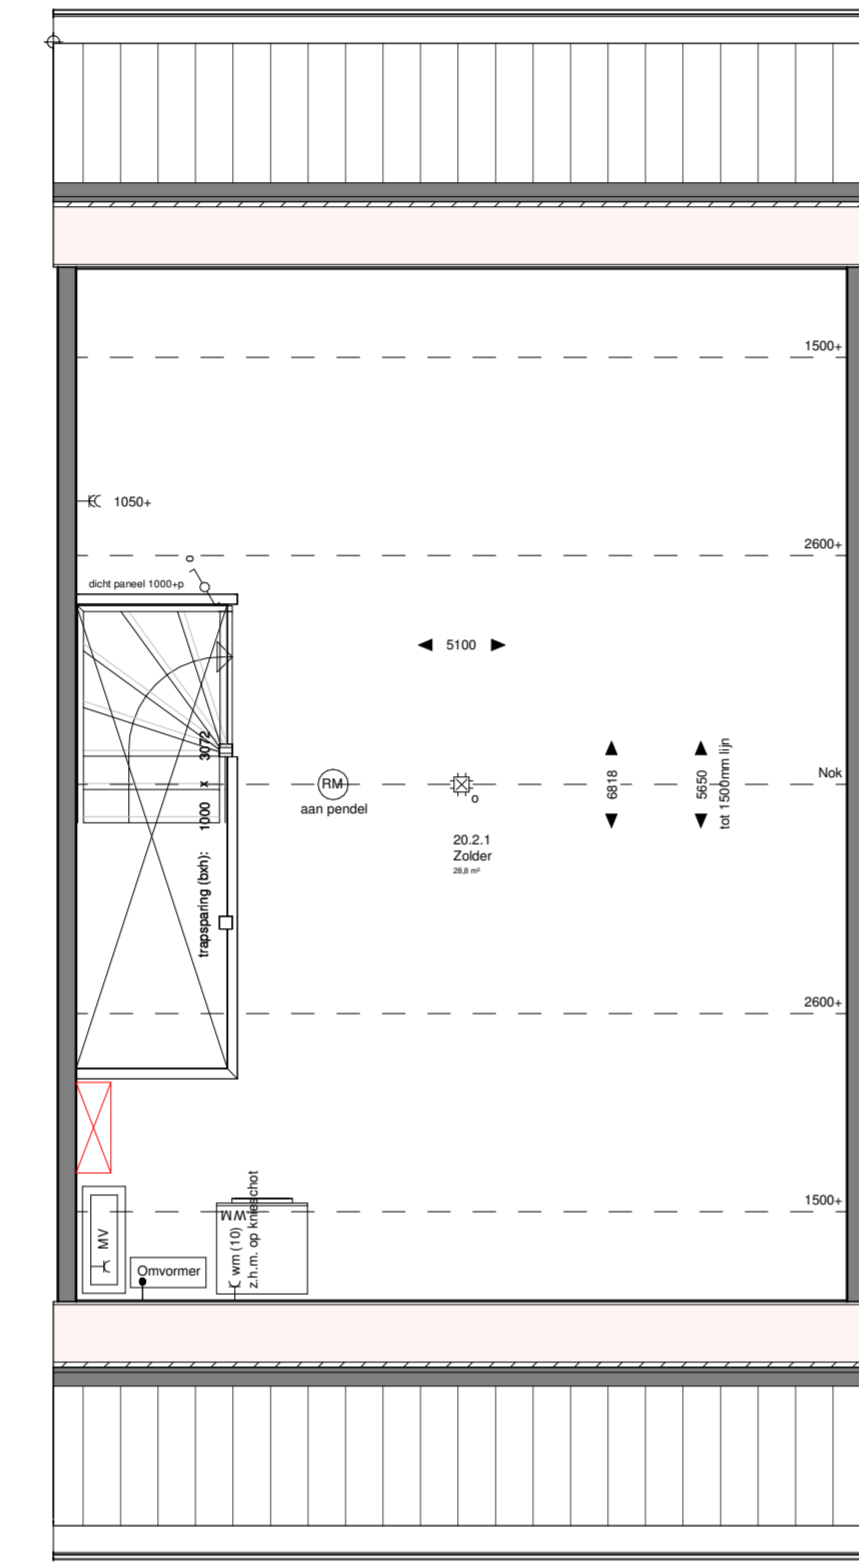 1500+
1050+
2600+
o
dicht paneel 1000+p
5100
trapsparing (bxh): 1000 x 3072
Nok
RM
aan pendel
o
6818
5650
tot 1500mm lijn
20.2.1
Zolder
28,8 m²
2600+
1500+
MV
Omvormer
WM
wm (10)
z.h.m. op knieschot